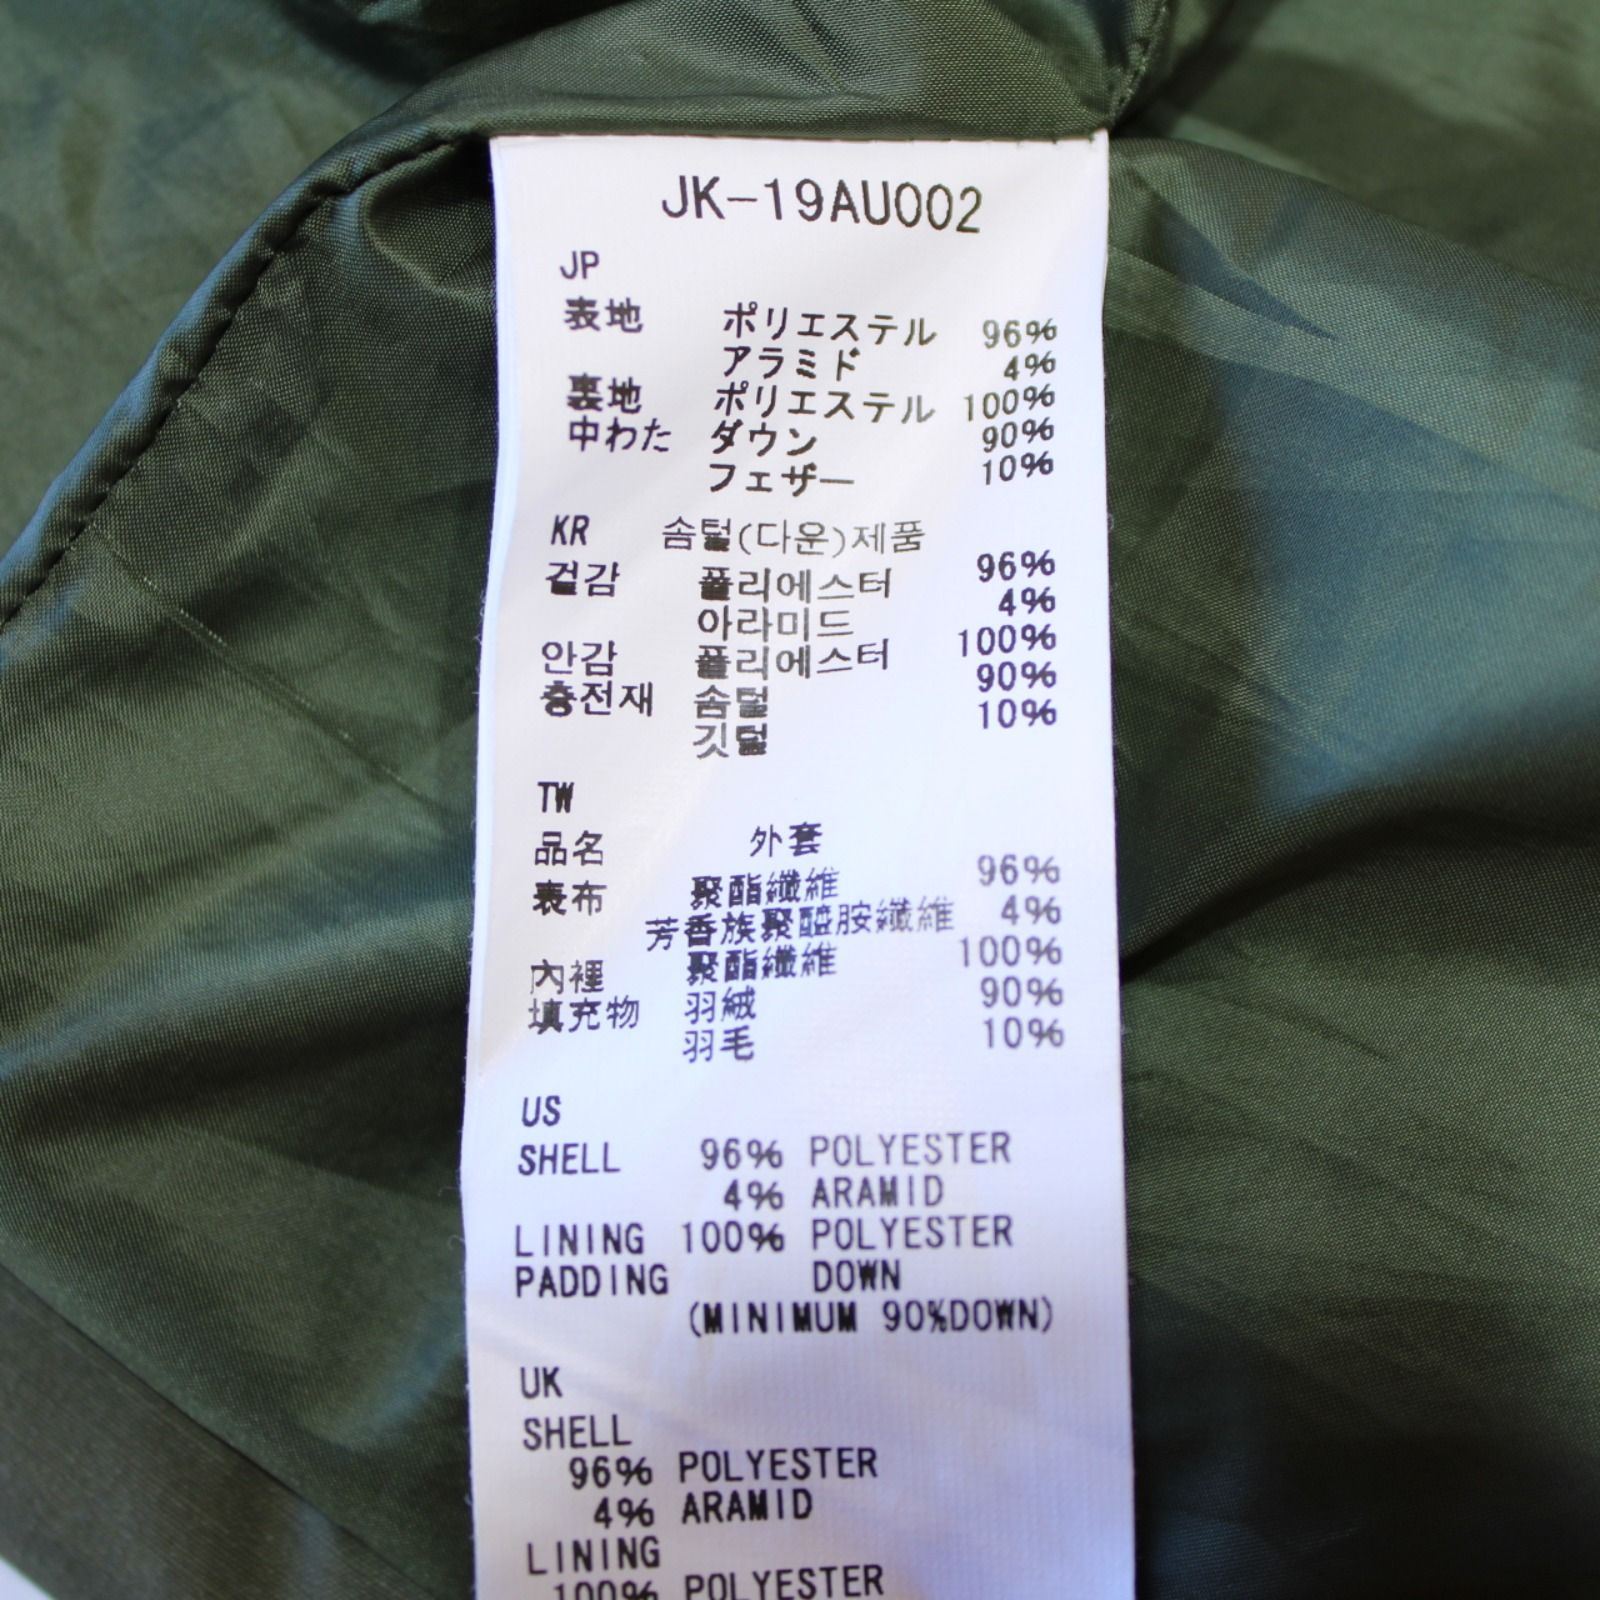 JK-19AU002
JP
表地 ポリエステル 96%
アラミド 4%
裏地 ポリエステル 100%
中わた ダウン 90%
フェザー 10%
KR 솜털(다운)제품
겉감 폴리에스터 96%
아라미드 4%
안감 폴리에스터 100%
충전재 솜털 90%
깃털 10%
TW
品名 外套
表布 聚酯纖維 96%
芳香族聚醯胺纖維 4%
內裡 聚酯纖維 100%
填充物 羽絨 90%
羽毛 10%
US
SHELL 96% POLYESTER
4% ARAMID
LINING 100% POLYESTER
PADDING DOWN
(MINIMUM 90%DOWN)
UK
SHELL
96% POLYESTER
4% ARAMID
LINING
100% POLYESTER